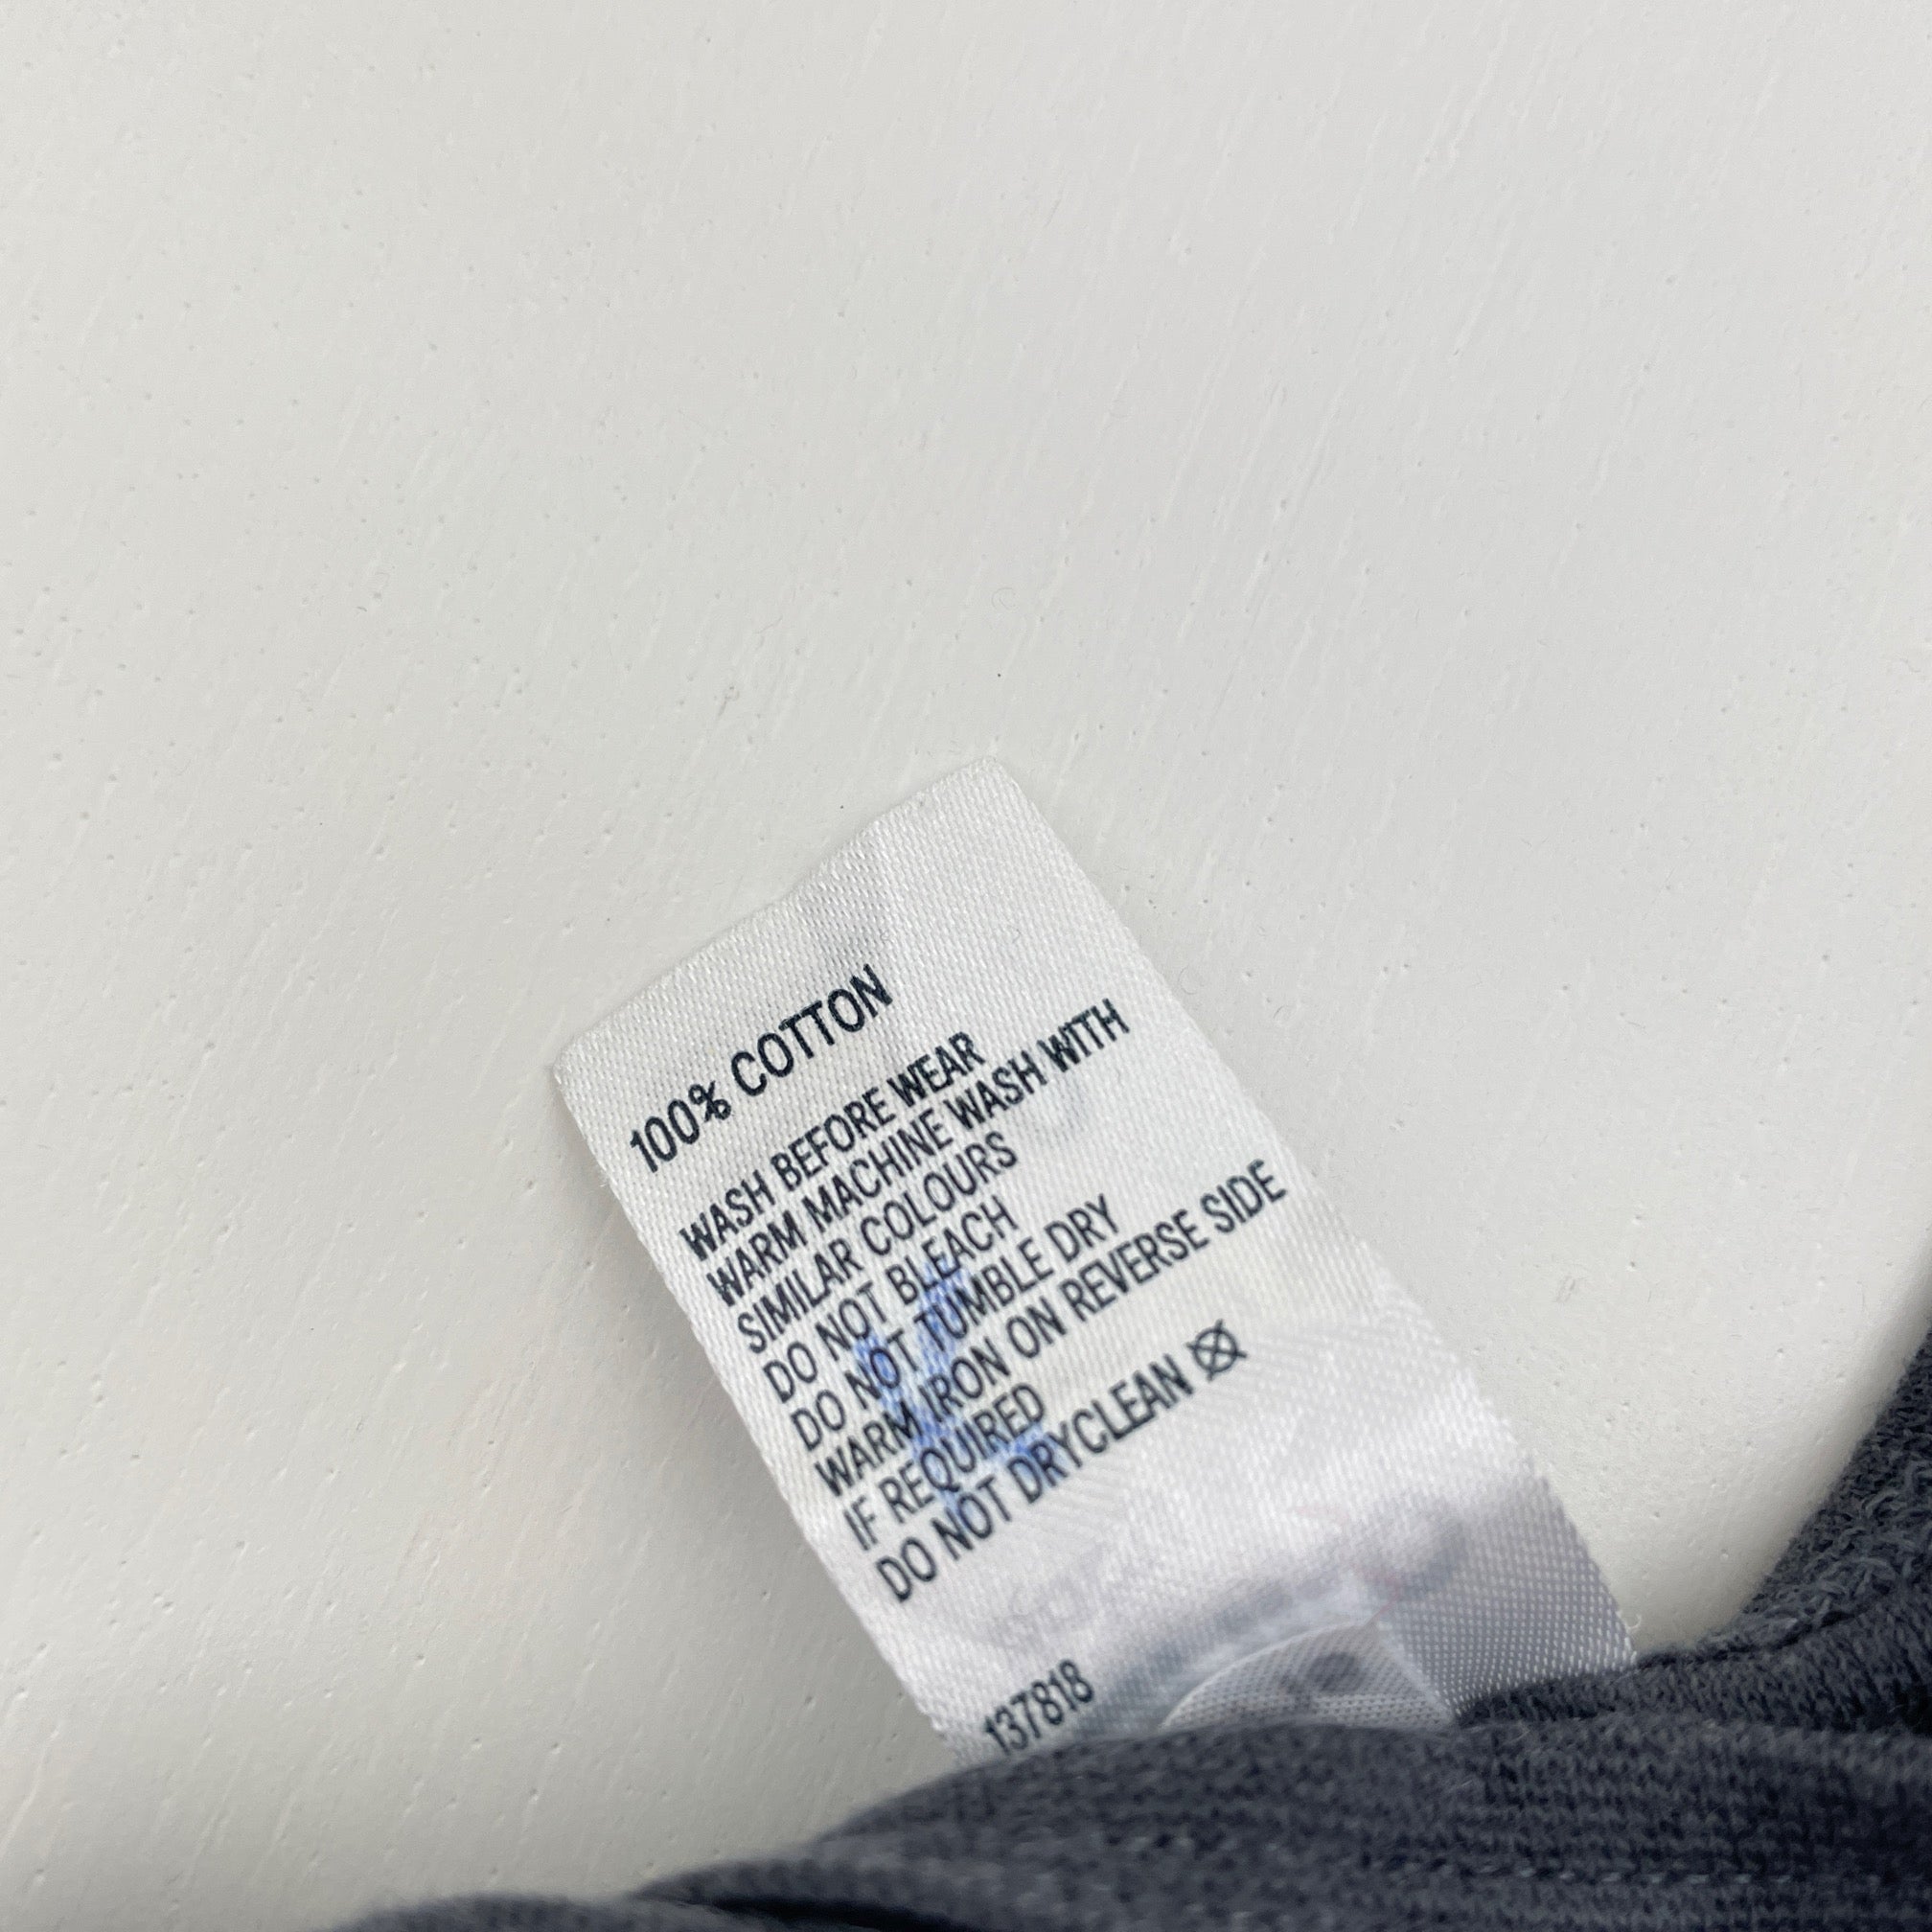 100% COTTON
WASH BEFORE WEAR
WARM MACHINE WASH WITH
SIMILAR COLOURS
DO NOT BLEACH
DO NOT TUMBLE DRY
WARM IRON ON REVERSE SIDE
IF REQUIRED
DO NOT DRYCLEAN
137818